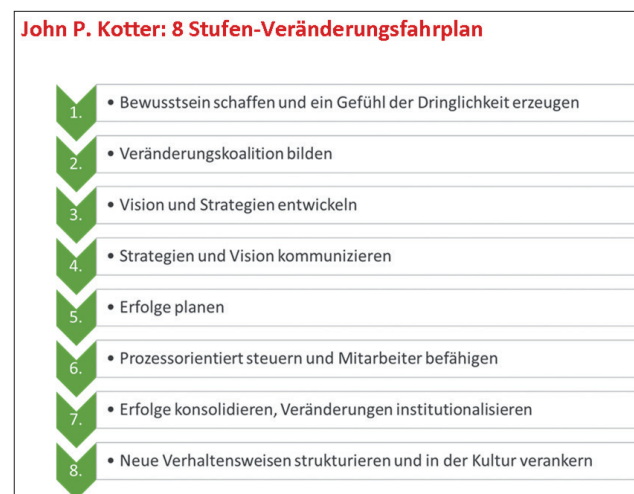 John P. Kotter: 8 Stufen-Veränderungsfahrplan
1. • Bewusstsein schaffen und ein Gefühl der Dringlichkeit erzeugen
2. • Veränderungskoalition bilden
3. • Vision und Strategien entwickeln
4. • Strategien und Vision kommunizieren
5. • Erfolge planen
6. • Prozessorientiert steuern und Mitarbeiter befähigen
7. • Erfolge konsolidieren, Veränderungen institutionalisieren
8. • Neue Verhaltensweisen strukturieren und in der Kultur verankern